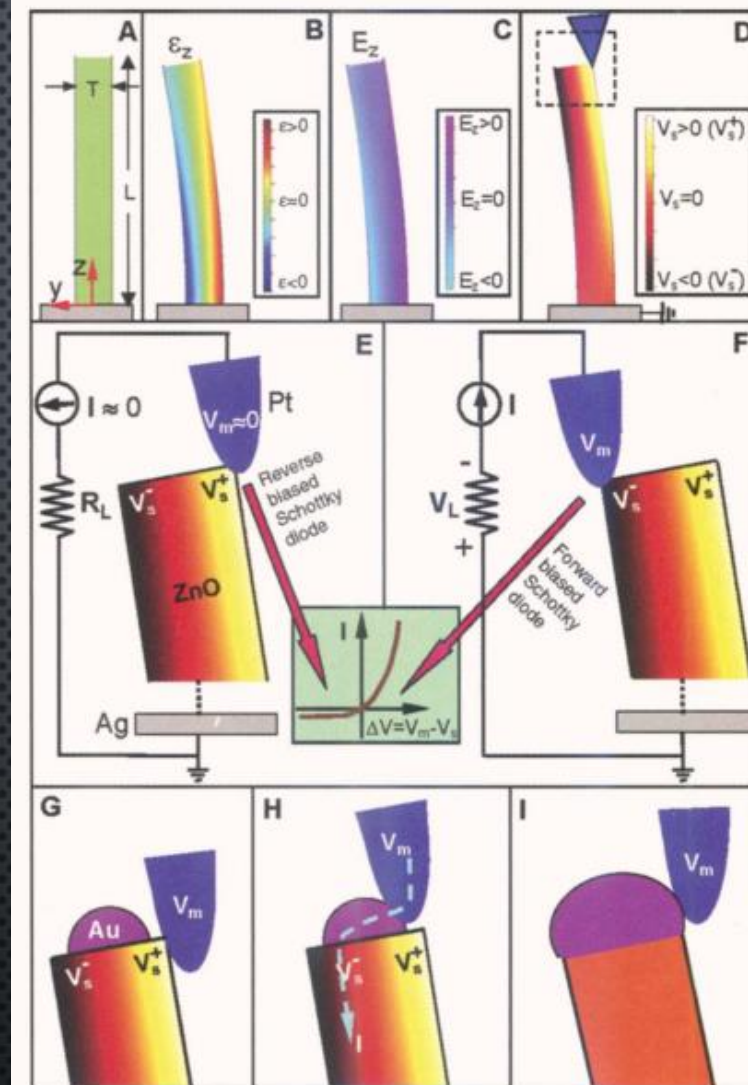 A
T
L
z
y
B
εz
ε>0
ε=0
ε<0
C
Ez
Ez>0
Ez=0
Ez<0
D
Vs>0 (Vs+)
Vs=0
Vs<0 (Vs-)
E
I ≈ 0
Vm≈0
Pt
RL
Vs-
Vs+
ZnO
Ag
Reverse
biased
Schottky
diode
I
ΔV=Vm-Vs
F
I
Vm
-
VL
+
Vs-
Vs+
Forward
biased
Schottky
diode
G
Au
Vm
Vs-
Vs+
H
Vm
Vs-
Vs+
I
I
Vm